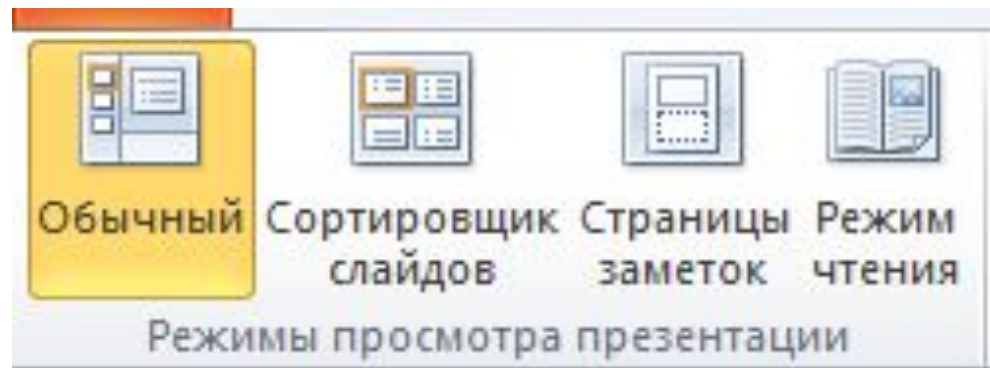 Обычный
Сортировщик
слайдов
Страницы
заметок
Режим
чтения
Режимы просмотра презентации